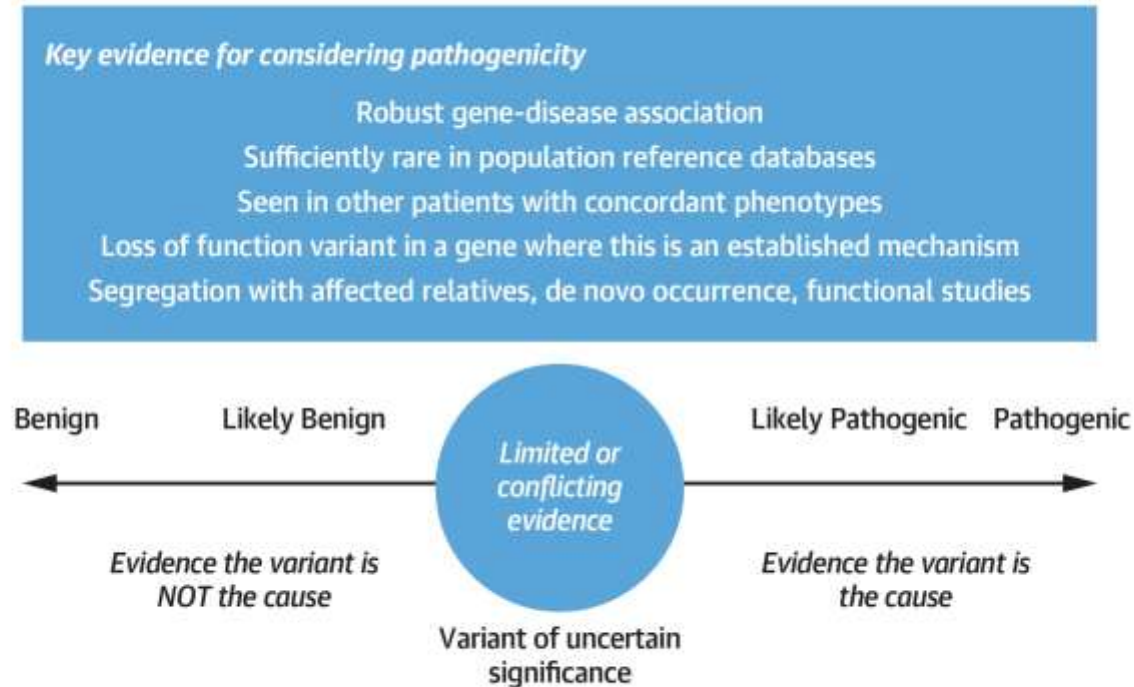 Key evidence for considering pathogenicity
Robust gene-disease association
Sufficiently rare in population reference databases
Seen in other patients with concordant phenotypes
Loss of function variant in a gene where this is an established mechanism
Segregation with affected relatives, de novo occurrence, functional studies
Benign
Likely Benign
Likely Pathogenic
Pathogenic
Limited or
conflicting
evidence
Evidence the variant is
NOT the cause
Evidence the variant is
the cause
Variant of uncertain
significance